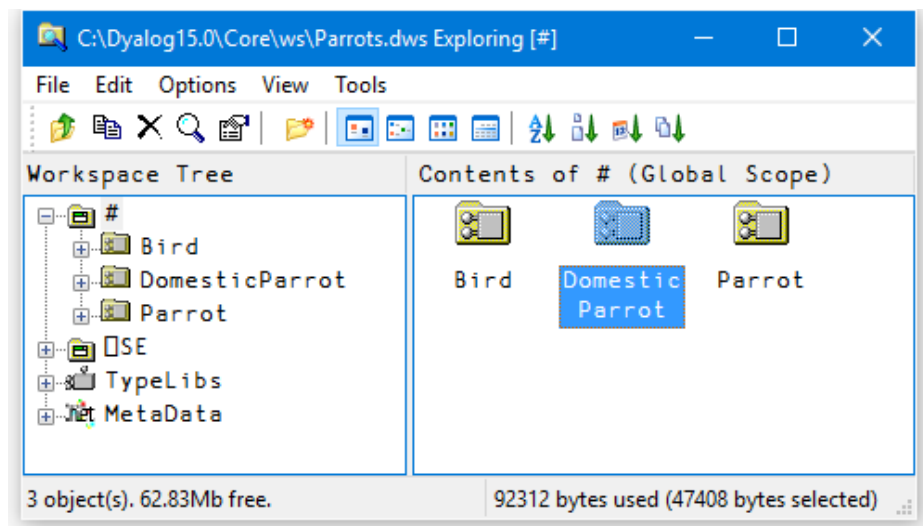 C:\Dyalog15.0\Core\ws\Parrots.dws Exploring [#]
File Edit Options View Tools
Workspace Tree
Contents of # (Global Scope)
#
Bird
DomesticParrot
Parrot
⎕SE
TypeLibs
.net MetaData
Bird
Domestic
Parrot
Parrot
3 object(s). 62.83Mb free.
92312 bytes used (47408 bytes selected)